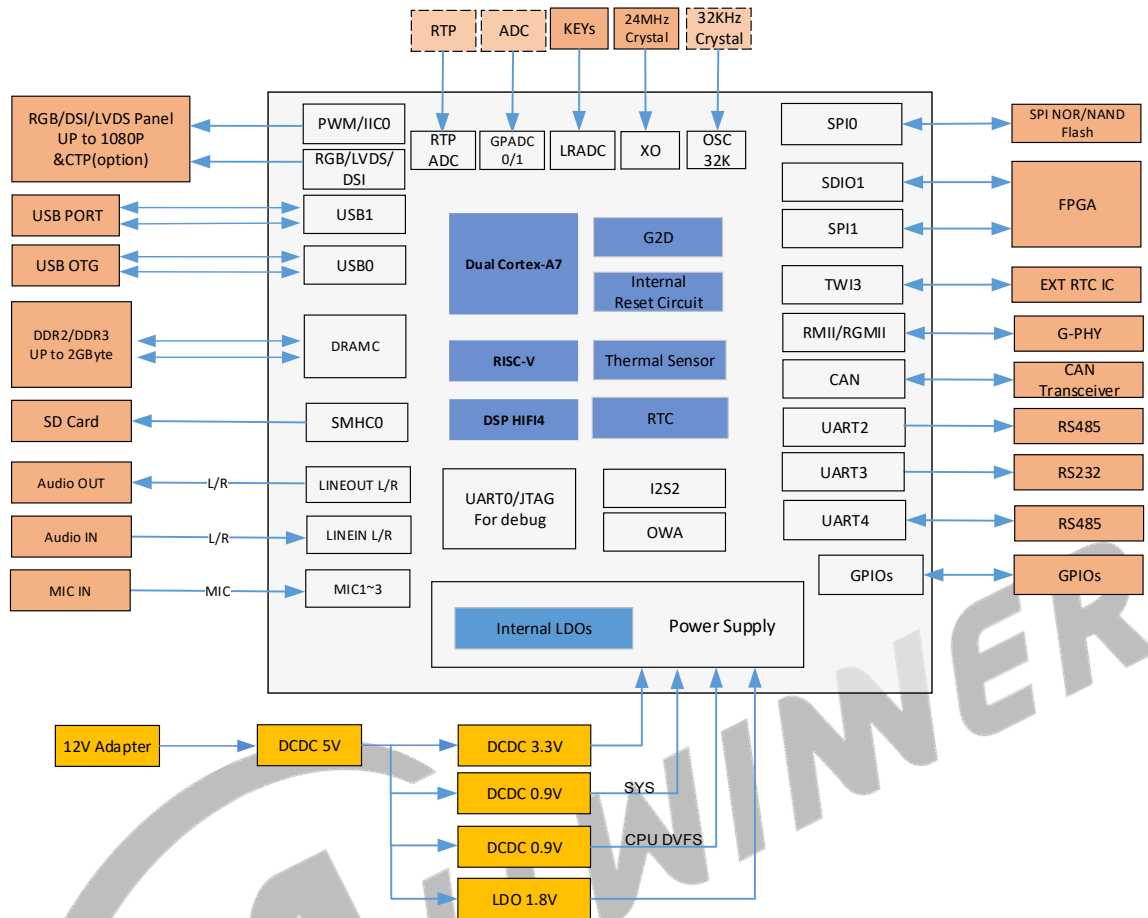 RTP
ADC
KEYs
24MHz
Crystal
32KHz
Crystal
RGB/DSI/LVDS Panel
UP to 1080P
&CTP(option)
PWM/IIC0
RGB/LVDS/
DSI
RTP
ADC
GPADC
0/1
LRADC
XO
OSC
32K
SPI0
SPI NOR/NAND
Flash
SDIO1
SPI1
FPGA
USB PORT
USB1
USB OTG
USB0
Dual Cortex-A7
G2D
Internal
Reset Circuit
TWI3
EXT RTC IC
DDR2/DDR3
UP to 2GByte
DRAMC
RISC-V
Thermal Sensor
RMII/RGMII
G-PHY
CAN
CAN
Transceiver
SD Card
SMHC0
DSP HIFI4
RTC
UART2
RS485
Audio OUT
L/R
LINEOUT L/R
UART0/JTAG
For debug
I2S2
OWA
UART3
RS232
Audio IN
L/R
LINEIN L/R
UART4
RS485
MIC IN
MIC
MIC1~3
GPIOs
GPIOs
Internal LDOs
Power Supply
12V Adapter
DCDC 5V
DCDC 3.3V
DCDC 0.9V
SYS
DCDC 0.9V
CPU DVFS
LDO 1.8V
ALLWINNER